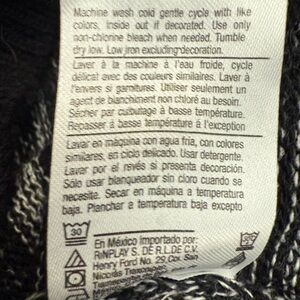 Machine wash cold gentle cycle with like
colors, inside out if decorated. Use only
non-chlorine bleach when needed. Tumble
dry low. Low iron excluding decoration.
Laver à la machine à l'eau froide, cycle
délicat avec des couleurs similaires. Laver à
l'envers si garnitures. Utiliser seulement un
agent de blanchiment non chloré au besoin.
Sécher par culbutage à basse température.
Repasser à basse température à l'exception
Lavar en máquina con agua fría, con colores
similares, en ciclo delicado. Usar detergente.
Lavar por el revés si presenta decoración.
Sólo usar blanqueador sin cloro cuando se
necesite. Secar en máquina a temperatura
baja. Planchar a temperatura baja excepto
30
En México importado por:
RINPLAY S. DE R.L. DE C.V.
Henry Ford No. 29 Col. San
Nicolás